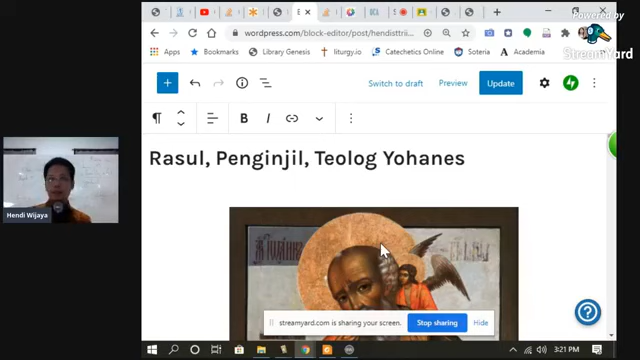 Powered by
StreamYard
wordpress.com/block-editor/post/hendisttrii...
Apps
Bookmarks
Library Genesis
liturgy.io
Catechetics Online
Soteria
Academia
Switch to draft
Preview
Update
B
I
Rasul, Penginjil, Teolog Yohanes
Hendi Wijaya
streamyard.com is sharing your screen.
Stop sharing
Hide
3:21 PM